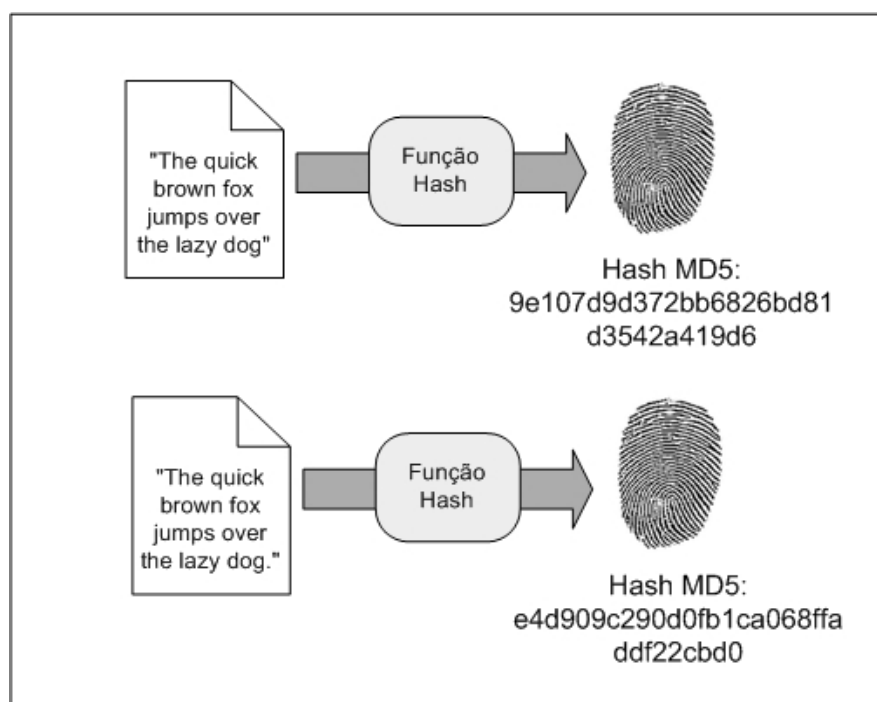 "The quick
brown fox
jumps over
the lazy dog"
Função
Hash
Hash MD5:
9e107d9d372bb6826bd81
d3542a419d6
"The quick
brown fox
jumps over
the lazy dog."
Função
Hash
Hash MD5:
e4d909c290d0fb1ca068ffa
ddf22cbd0